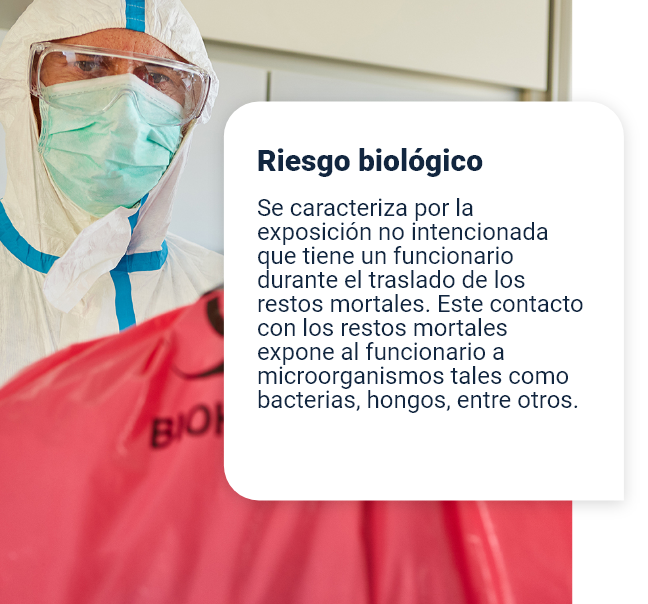 Riesgo biológico
Se caracteriza por la
exposición no intencionada
que tiene un funcionario
durante el traslado de los
restos mortales. Este contacto
con los restos mortales
expone al funcionario a
microorganismos tales como
bacterias, hongos, entre otros.